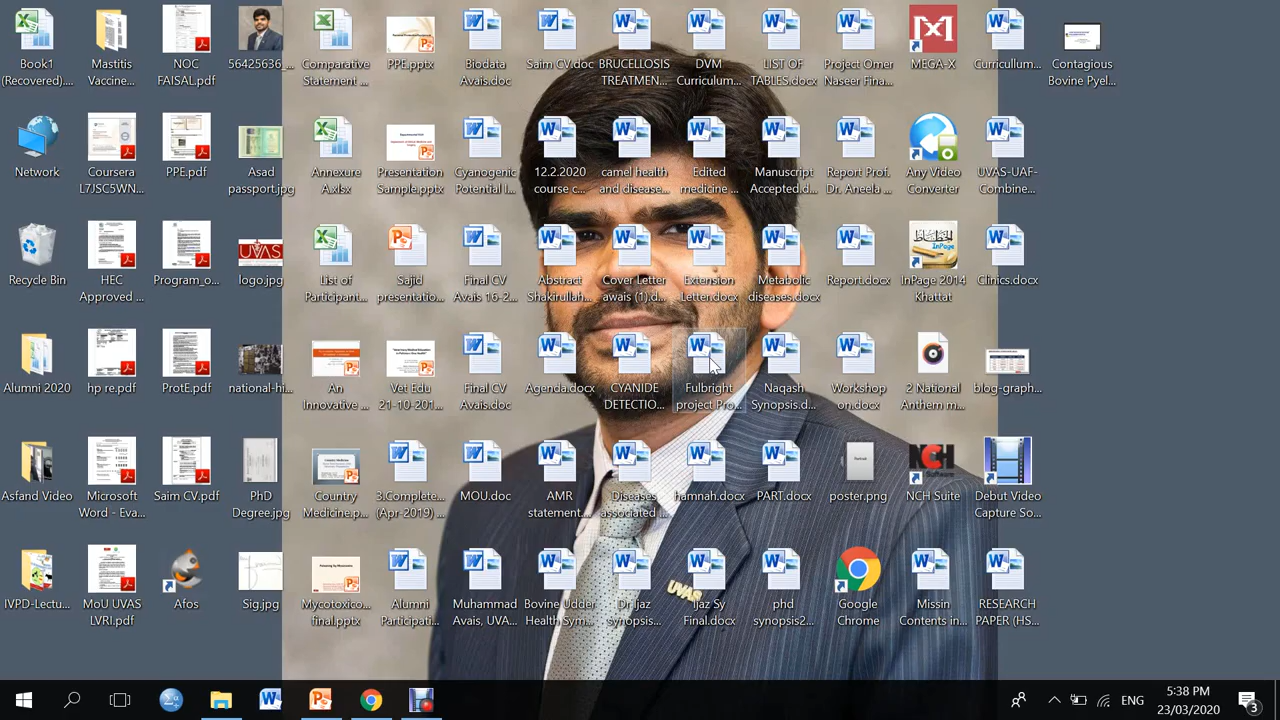 Book1
(Recovered)....
Mastitis
Vaccine...
NOC
FAISAL.pdf
56425636_...
Comparative
Statement ...
PPE.pptx
Biodata
Avais.doc
Saim CV.doc
BRUCELLOSIS
TREATMEN...
DVM
Curriculum...
LIST OF
TABLES.docx
Project Omer
Naseer Fina...
MEGA-X
Curricullum...
Contagious
Bovine Pyel...
Network
Coursera
L7JSC5WN...
PPE.pdf
Asad
passport.jpg
Annexure
A.xlsx
Presentation
Sample.pptx
Cyanogenic
Potential I...
12.2.2020
course c...
camel health
and disease...
Edited
medicine ...
Manuscript
Accepted.d...
Report Prof.
Dr. Aneela ...
Any Video
Converter
UVAS-UAF-
Combine...
Recycle Bin
HEC
Approved ...
Program_o...
UVAS
logo.jpg
List of
Participant...
Sajid
presentatio...
Final CV
Avais 16-2...
Abstract
Shakirullah...
Cover Letter
awais (1).d...
Extension
Letter.docx
Metabolic
diseases.docx
Report.docx
InPage
InPage 2014
Khattat
Clinics.docx
Alumni 2020
hp re.pdf
ProtE.pdf
national-hi...
An
Innovative ...
Vet Edu
21-10-201...
Final CV
Avais.doc
Agenda.docx
CYANIDE
DETECTIO...
Fulbright
project Pro...
Naqash
Synopsis.d...
Workshop
on.docx
2 National
Anthem m...
blog-graph...
Asfand Video
Microsoft
Word - Eva...
Saim CV.pdf
PhD
Degree.jpg
Country
Medicine.p...
3.Complete...
(Apr-2019) ...
MOU.doc
AMR
statement....
Diseases
associated ...
hamnah.docx
PART.docx
poster.png
NCH Suite
Debut Video
Capture So...
IVPD-Lectu...
MoU UVAS
LVRI.pdf
Afos
Sig.jpg
Mycotoxico...
final.pptx
Alumni
Participati...
Muhammad
Avais, UVA...
Bovine Udder
Health Sym...
Dr Ijaz
synopsis...
UVAS
Ijaz Sy
Final.docx
phd
synopsis2...
Google
Chrome
Missin
Contents in...
RESEARCH
PAPER (HS...
ENG
5:38 PM
23/03/2020
3